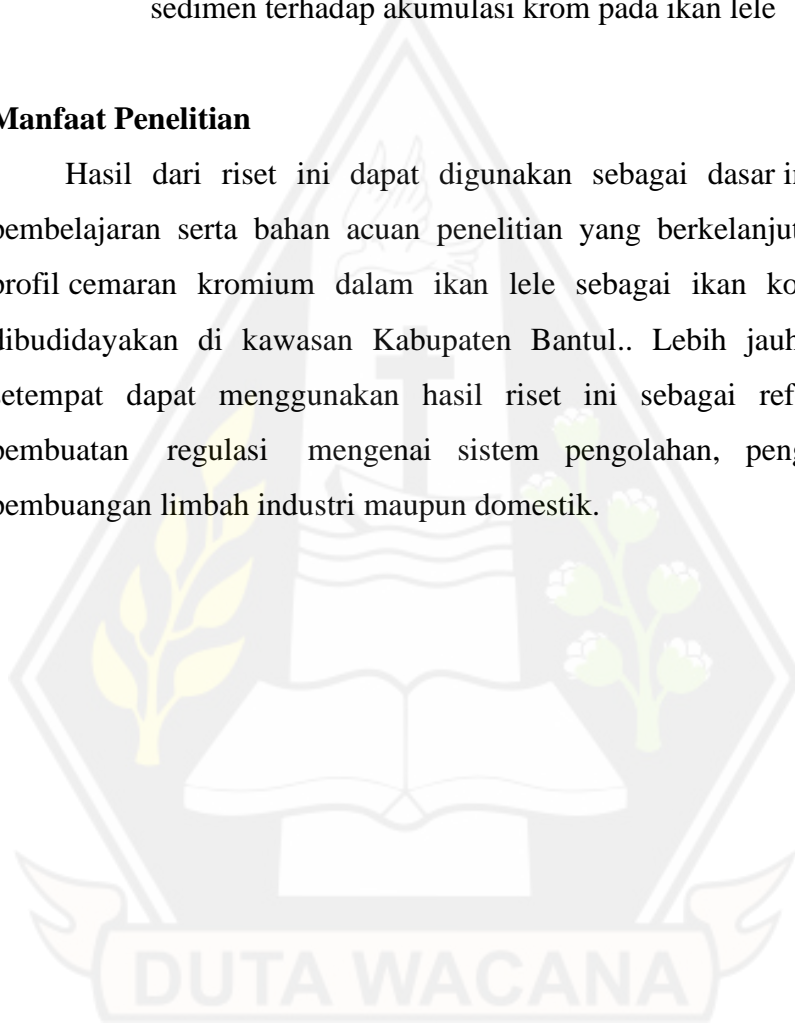 sedimen terhadap akumulasi krom pada ikan lele
Manfaat Penelitian
Hasil dari riset ini dapat digunakan sebagai dasar
pembelajaran serta bahan acuan penelitian yang
profil cemaran kromium dalam ikan lele sebagai ikan
dibudidayakan di kawasan Kabupaten Bantul.. Lebih
setempat dapat menggunakan hasil riset ini sebagai
pembuatan regulasi mengenai sistem pengolahan,
pembuangan limbah industri maupun domestik.
DUTA WACANA